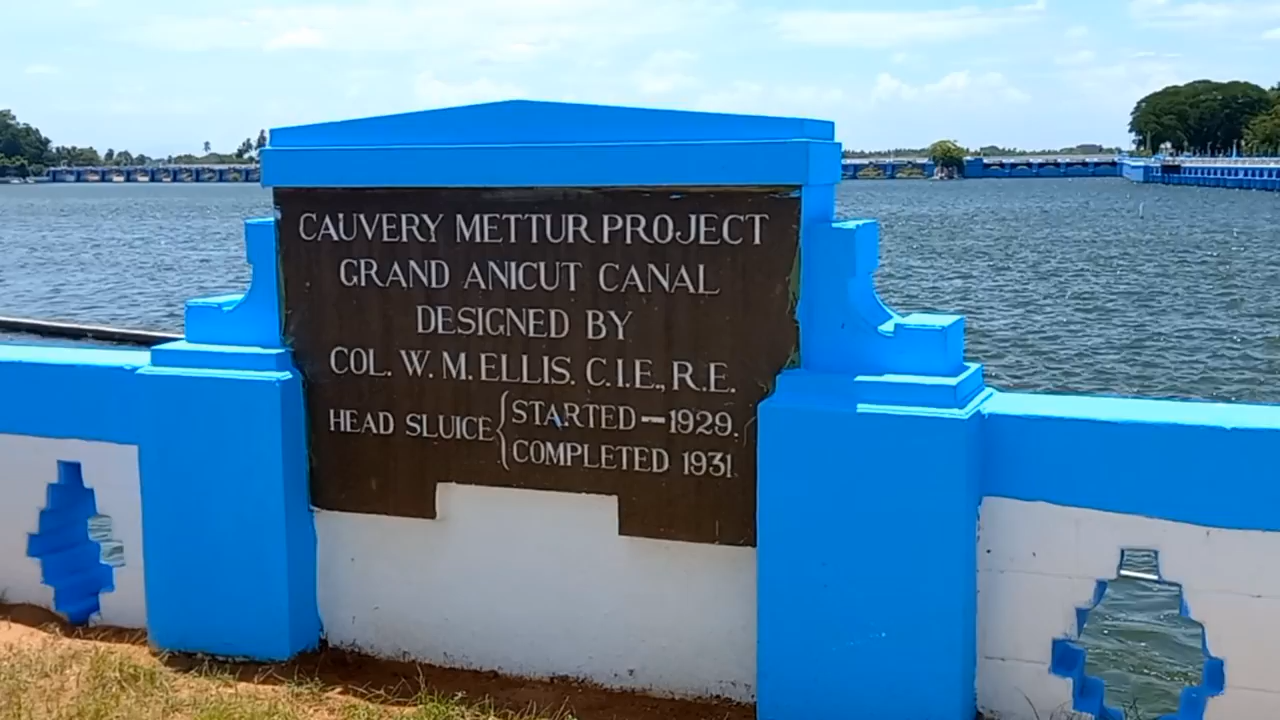 CAUVERY METTUR PROJECT
GRAND ANICUT CANAL
DESIGNED BY
COL. W. M. ELLIS. C.I.E., R.E.
HEAD SLUICE { STARTED — 1929.
COMPLETED 1931